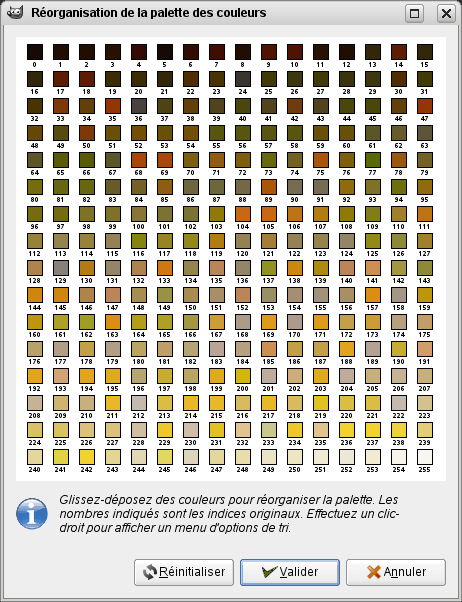 Réorganisation de la palette des couleurs
0 1 2 3 4 5 6 7 8 9 10 11 12 13 14 15
16 17 18 19 20 21 22 23 24 25 26 27 28 29 30 31
32 33 34 35 36 37 38 39 40 41 42 43 44 45 46 47
48 49 50 51 52 53 54 55 56 57 58 59 60 61 62 63
64 65 66 67 68 69 70 71 72 73 74 75 76 77 78 79
80 81 82 83 84 85 86 87 88 89 90 91 92 93 94 95
96 97 98 99 100 101 102 103 104 105 106 107 108 109 110 111
112 113 114 115 116 117 118 119 120 121 122 123 124 125 126 127
128 129 130 131 132 133 134 135 136 137 138 139 140 141 142 143
144 145 146 147 148 149 150 151 152 153 154 155 156 157 158 159
160 161 162 163 164 165 166 167 168 169 170 171 172 173 174 175
176 177 178 179 180 181 182 183 184 185 186 187 188 189 190 191
192 193 194 195 196 197 198 199 200 201 202 203 204 205 206 207
208 209 210 211 212 213 214 215 216 217 218 219 220 221 222 223
224 225 226 227 228 229 230 231 232 233 234 235 236 237 238 239
240 241 242 243 244 245 246 247 248 249 250 251 252 253 254 255
Glissez-déposez des couleurs pour réorganiser la palette. Les
nombres indiqués sont les indices originaux. Effectuez un clic-
droit pour afficher un menu d'options de tri.
Réinitialiser Valider Annuler